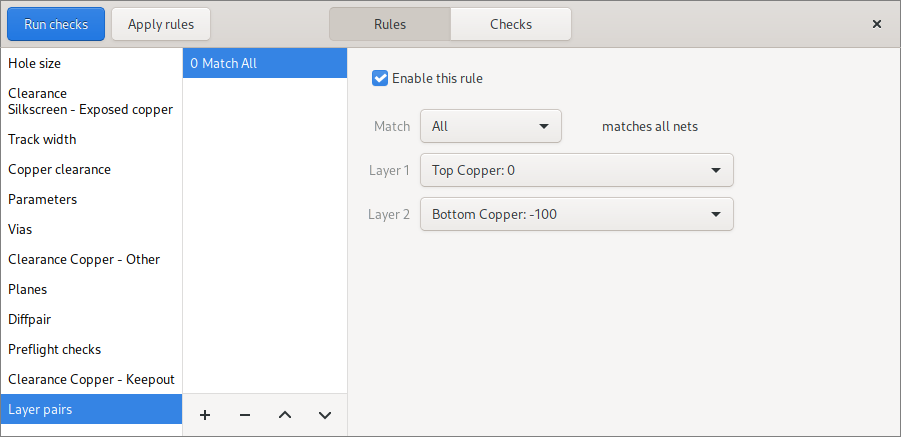 Run checks
Apply rules
Rules
Checks
Hole size
Clearance
Silkscreen - Exposed copper
Track width
Copper clearance
Parameters
Vias
Clearance Copper - Other
Planes
Diffpair
Preflight checks
Clearance Copper - Keepout
Layer pairs
0 Match All
Enable this rule
Match All matches all nets
Layer 1 Top Copper: 0
Layer 2 Bottom Copper: -100